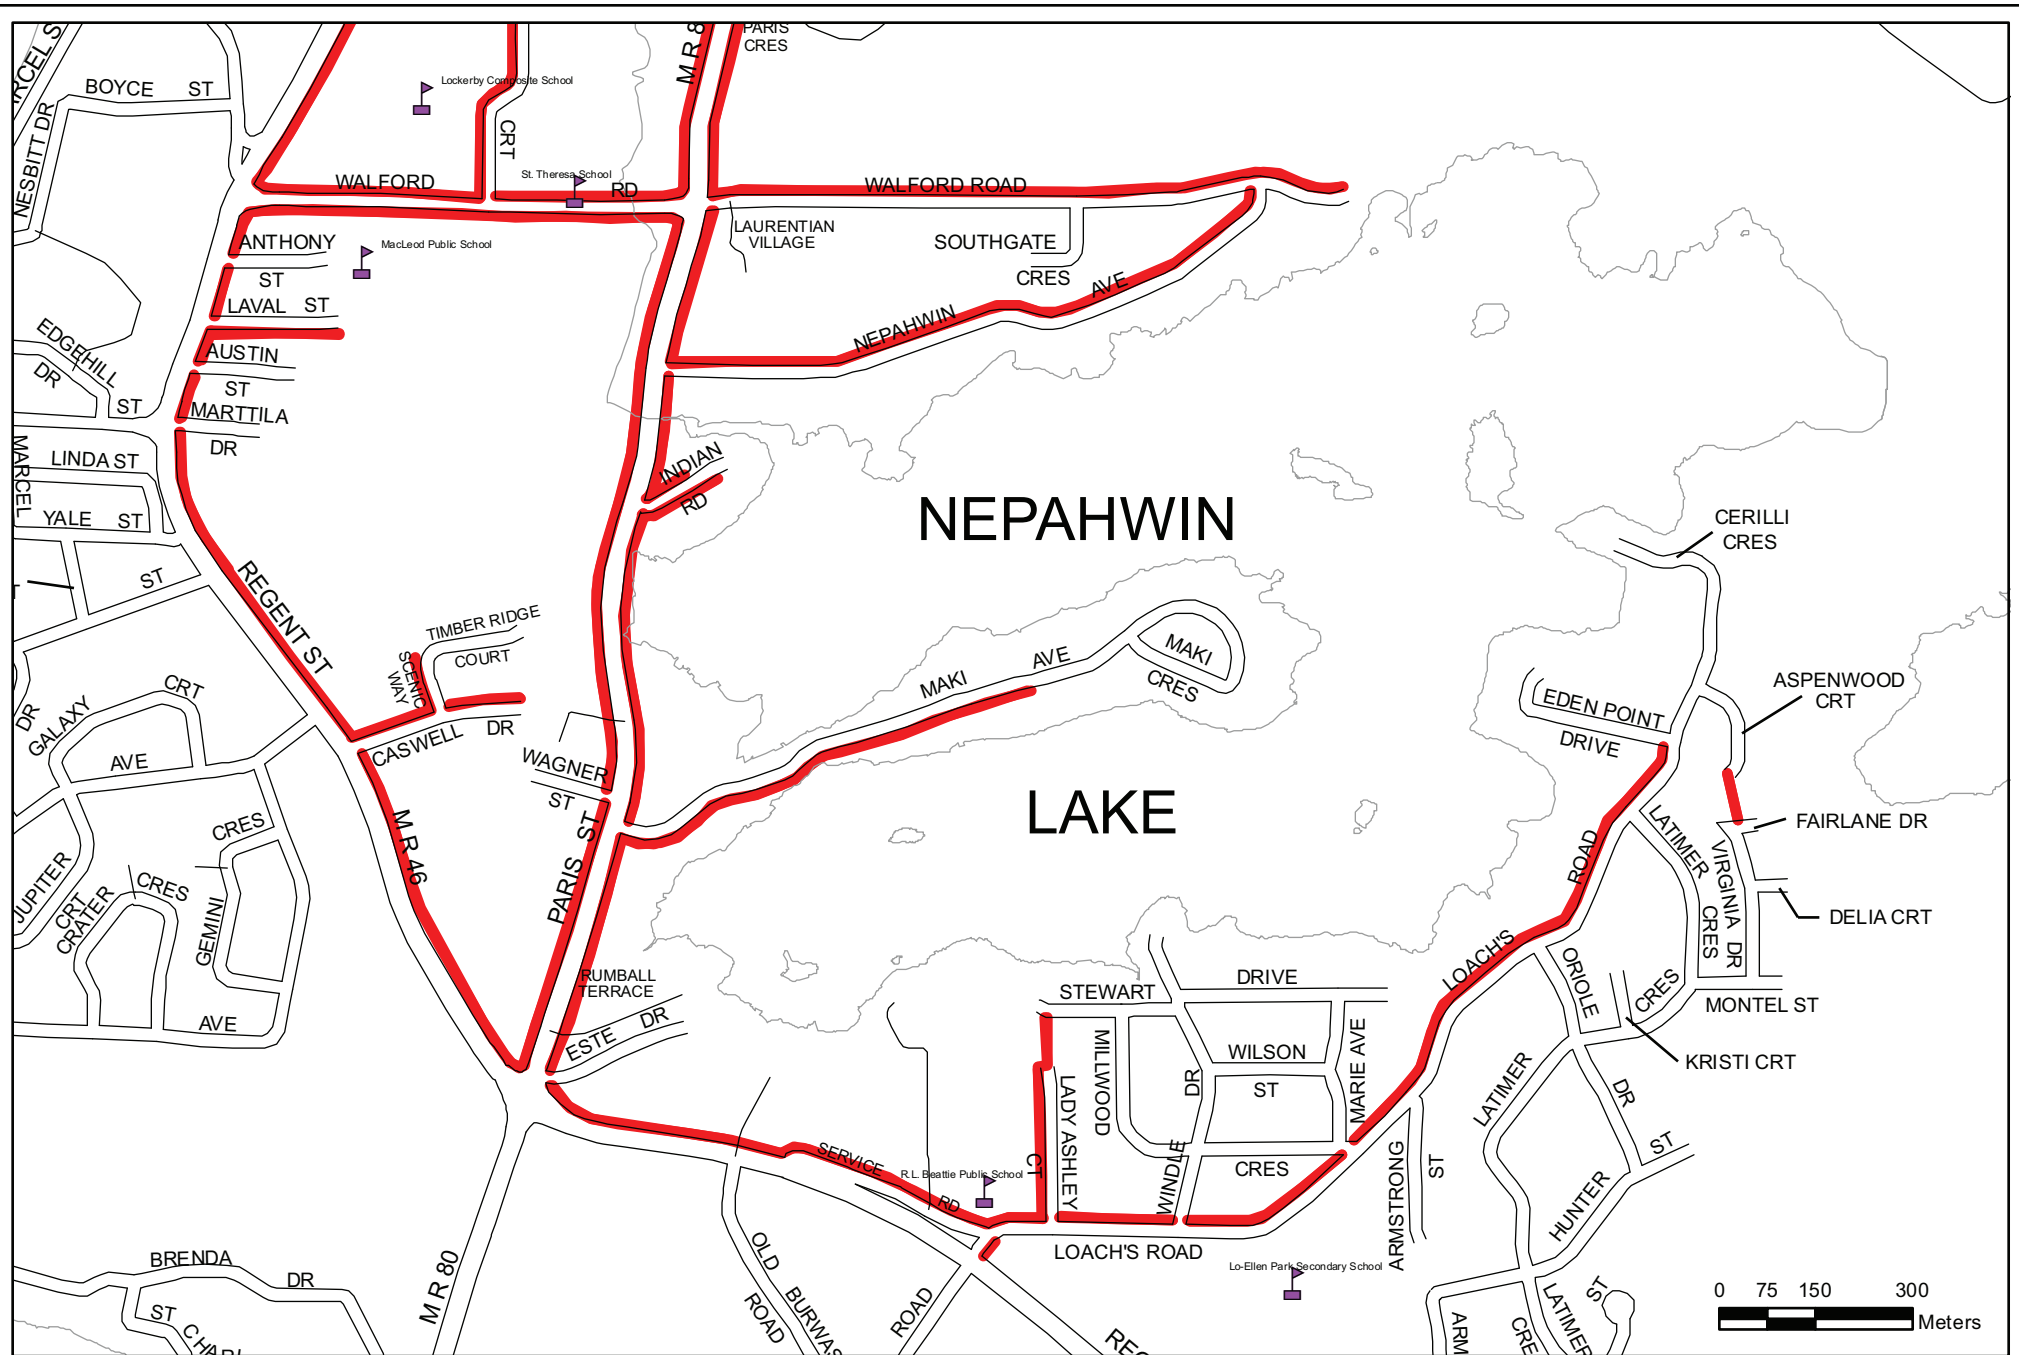 PARIS
CRES
M R 8
BOYCE ST
NESBITT DR
Lockerby Composite School
CRT
St. Theresa School
WALFORD RD
WALFORD ROAD
LAURENTIAN
VILLAGE
SOUTHGATE
CRES
ANTHONY
ST
MacLeod Public School
LAVAL ST
AUSTIN
ST
MARTTILA
DR
EDGEHILL
DR
ST
NEPAHWIN AVE
LINDA ST
MARCEL
YALE ST
ST
INDIAN
RD
NEPAHWIN
LAKE
CERILLI
CRES
REGENT ST
TIMBER RIDGE
COURT
SCENIC
WAY
CASWELL DR
MAKI AVE
MAKI
CRES
WAGNER
ST
PARIS ST
M R 46
EDEN POINT
DRIVE
ASPENWOOD
CRT
FAIRLANE DR
DELIA CRT
LATIMER
CRES
VIRGINIA DR
LOACH'S ROAD
ORIOLE
DR
CRES
MONTEL ST
KRISTI CRT
GALAXY CRT
DR
AVE
CRES
JUPITER
CRT
CRATER
CRES
GEMINI
AVE
RUMBALL
TERRACE
ESTE DR
STEWART DRIVE
MILLWOOD
LADY ASHLEY
CT
WINDLE
DR
WILSON
ST
MARIE AVE
CRES
ARMSTRONG
ST
LATIMER
HUNTER
ST
SERVICE
RD
R.L. Beattie Public School
LOACH'S ROAD
Lo-Ellen Park Secondary School
OLD
BURWAS
ROAD
ROAD
M R 80
BRENDA DR
ST
CHARL
REG
ARM
CRE
LATIMER
ST
0 75 150 300
Meters